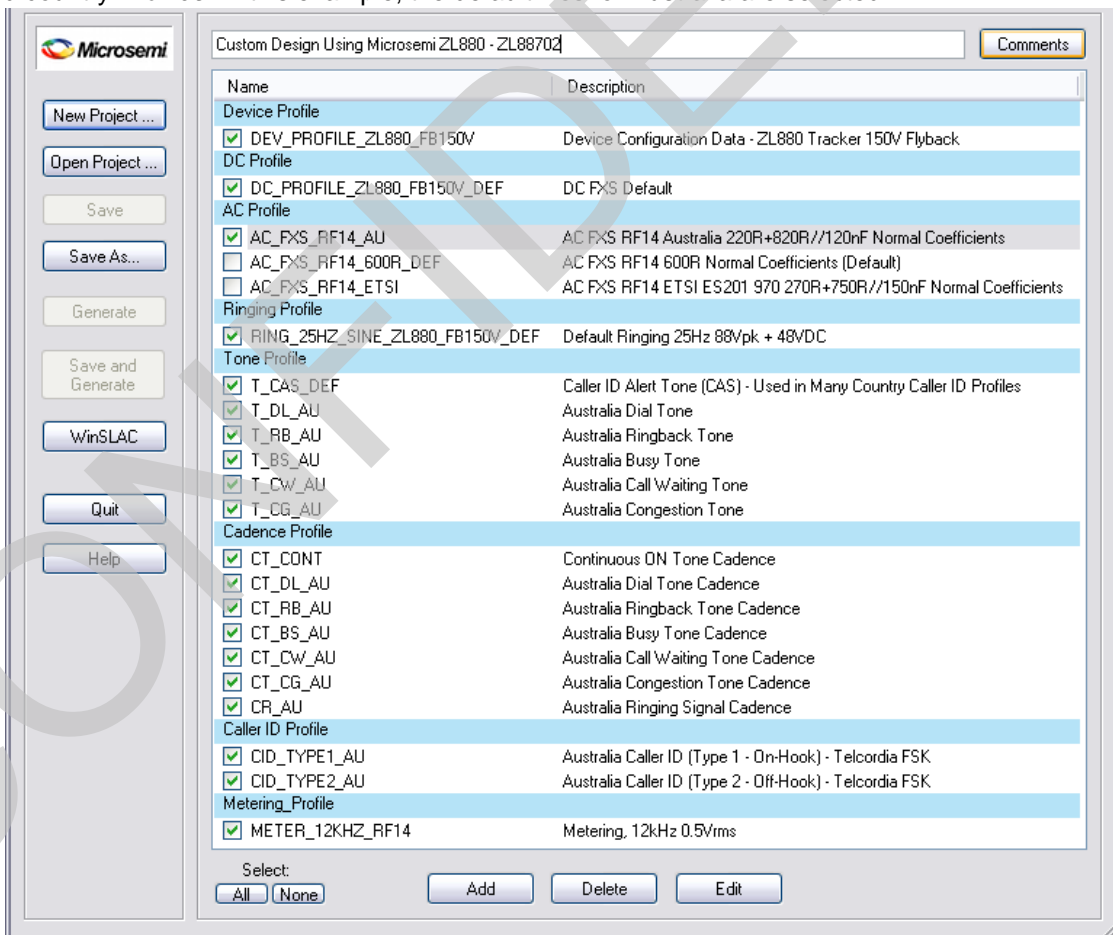 Microsemi
Custom Design Using Microsemi ZL880 - ZL88702
Comments
New Project ...
Open Project ...
Save
Save As...
Generate
Save and
Generate
WinSLAC
Quit
Help
Name Description
Device Profile
DEV_PROFILE_ZL880_FB150V Device Configuration Data - ZL880 Tracker 150V Flyback
DC Profile
DC_PROFILE_ZL880_FB150V_DEF DC FXS Default
AC Profile
AC_FXS_RF14_AU AC FXS RF14 Australia 220R+820R//120nF Normal Coefficients
AC_FXS_RF14_600R_DEF AC FXS RF14 600R Normal Coefficients (Default)
AC_FXS_RF14_ETSI AC FXS RF14 ETSI ES201 970 270R+750R//150nF Normal Coefficients
Ringing Profile
RING_25HZ_SINE_ZL880_FB150V_DEF Default Ringing 25Hz 88Vpk + 48VDC
Tone Profile
T_CAS_DEF Caller ID Alert Tone (CAS) - Used in Many Country Caller ID Profiles
T_DL_AU Australia Dial Tone
T_RB_AU Australia Ringback Tone
T_BS_AU Australia Busy Tone
T_CW_AU Australia Call Waiting Tone
T_CG_AU Australia Congestion Tone
Cadence Profile
CT_CONT Continuous ON Tone Cadence
CT_DL_AU Australia Dial Tone Cadence
CT_RB_AU Australia Ringback Tone Cadence
CT_BS_AU Australia Busy Tone Cadence
CT_CW_AU Australia Call Waiting Tone Cadence
CT_CG_AU Australia Congestion Tone Cadence
CR_AU Australia Ringing Signal Cadence
Caller ID Profile
CID_TYPE1_AU Australia Caller ID (Type 1 - On-Hook) - Telcordia FSK
CID_TYPE2_AU Australia Caller ID (Type 2 - Off-Hook) - Telcordia FSK
Metering_Profile
METER_12KHZ_RF14 Metering, 12kHz 0.5Vrms
Select:
All None Add Delete Edit